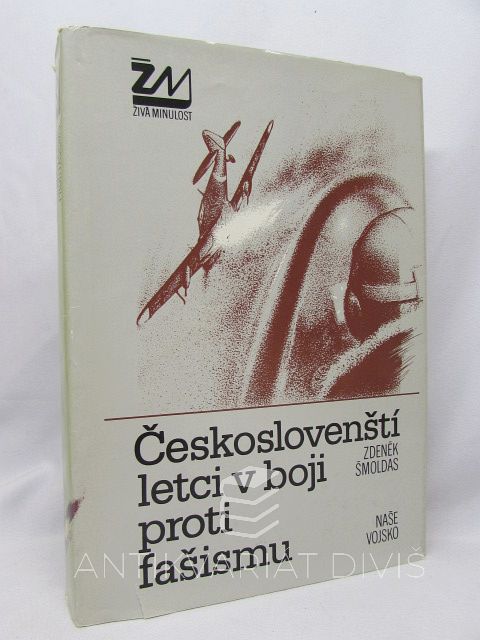 ŽM
ŽIVÁ MINULOST
Českoslovenští
letci v boji
proti
fašismu
ZDENĚK
ŠMOLDAS
NAŠE
VOJSKO
ANTIKVARIÁT DIVIŠ